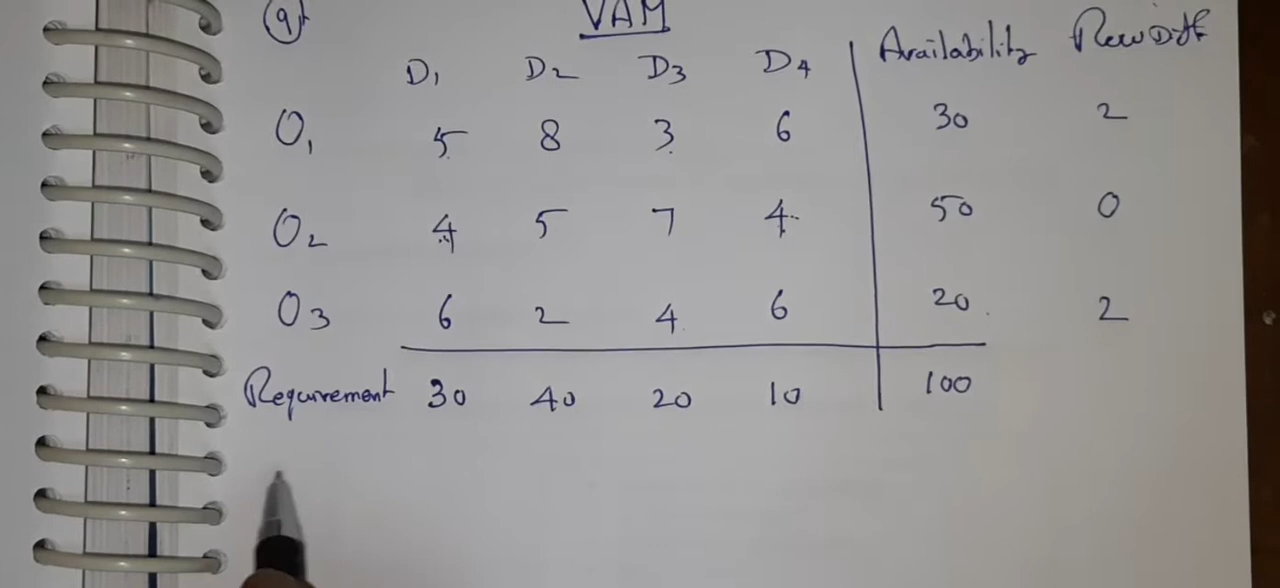 VAM
D1 D2 D3 D4 Availability Row Diff
O1 5 8 3 6 30 2
O2 4 5 7 4 50 0
O3 6 2 4 6 20 2
Requirement 30 40 20 10 100